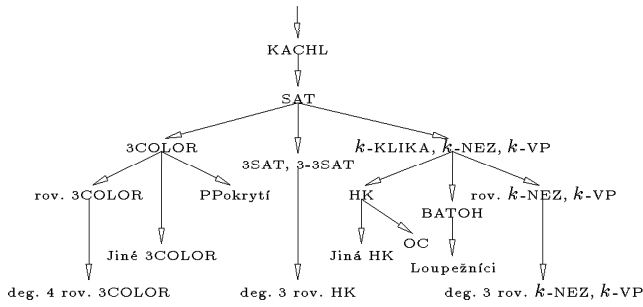 KACHL
SAT
3COLOR
k-KLIKA, k-NEZ, k-VP
3SAT, 3-3SAT
rov. 3COLOR
PPokrytí
HK
rov. k-NEZ, k-VP
BATOH
OC
Jiné 3COLOR
Jiná HK
Loupežníci
deg. 4 rov. 3COLOR
deg. 3 rov. HK
deg. 3 rov. k-NEZ, k-VP